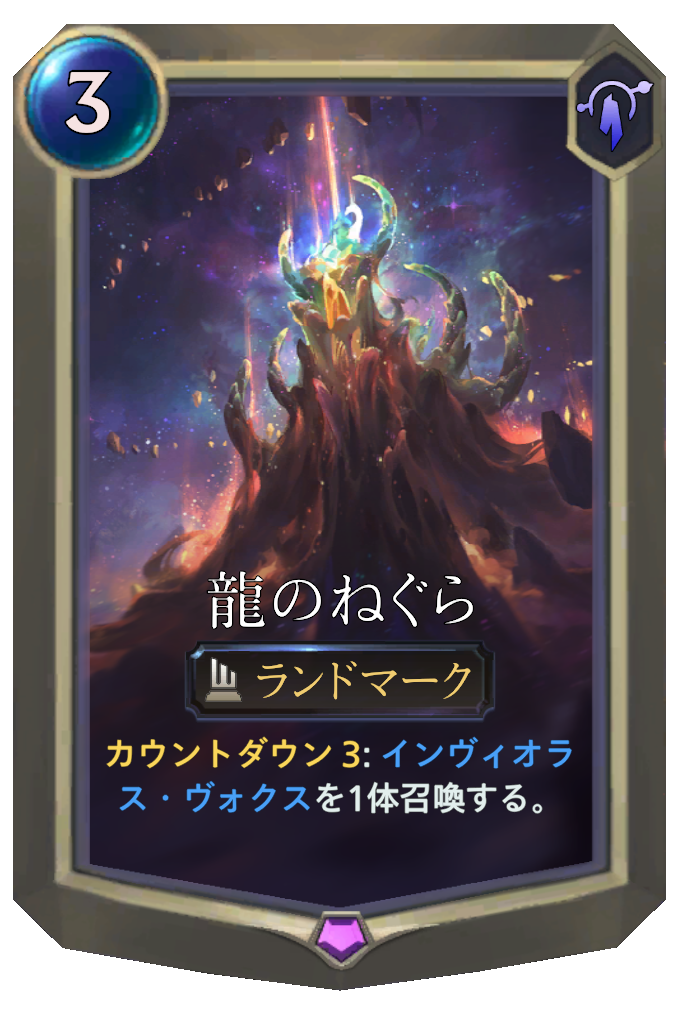 3
龍のねぐら
ランドマーク
カウントダウン 3: インヴィオラ
ス・ヴォクスを1体召喚する。